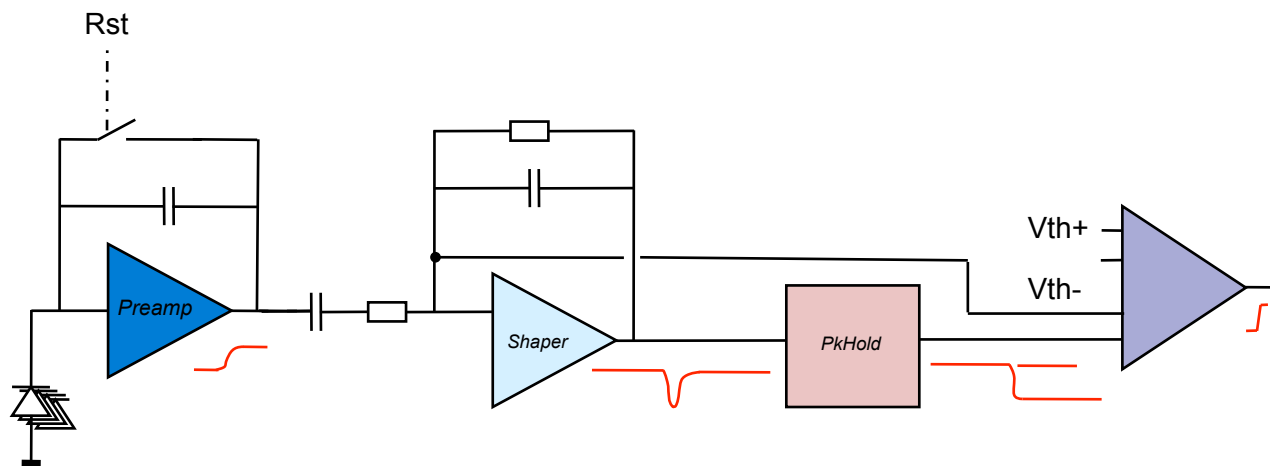 Rst
Vth+
Vth-
Preamp
Shaper
PkHold